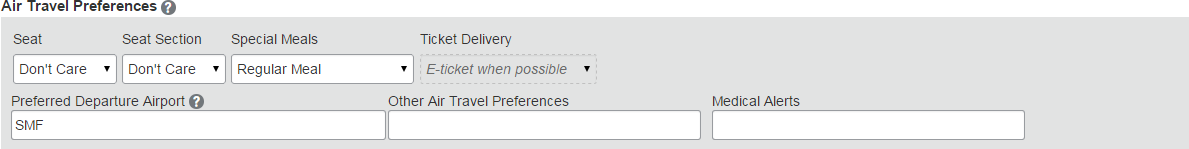 Air Travel Preferences ?
Seat Seat Section Special Meals Ticket Delivery
Don't Care Don't Care Regular Meal E-ticket when possible
Preferred Departure Airport ? Other Air Travel Preferences Medical Alerts
SMF